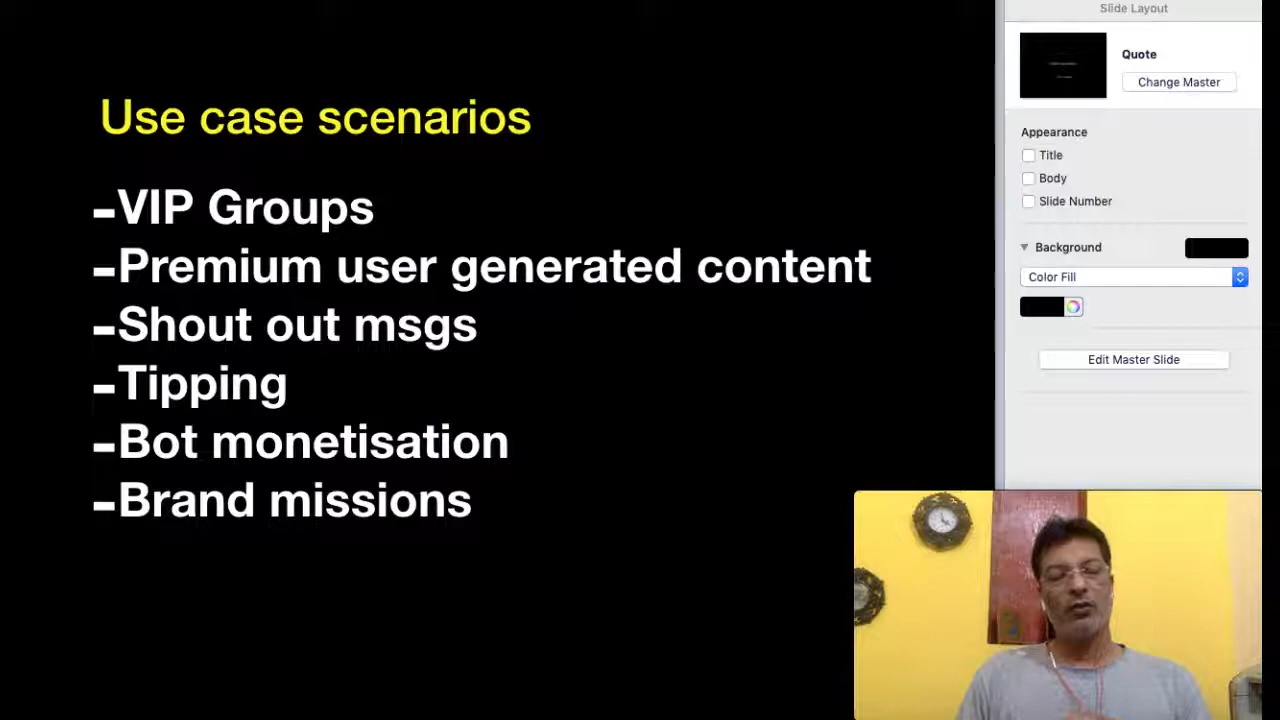 Slide Layout
Quote
Change Master
Appearance
Title
Body
Slide Number
Background
Color Fill
Edit Master Slide
Use case scenarios
-VIP Groups
-Premium user generated content
-Shout out msgs
-Tipping
-Bot monetisation
-Brand missions